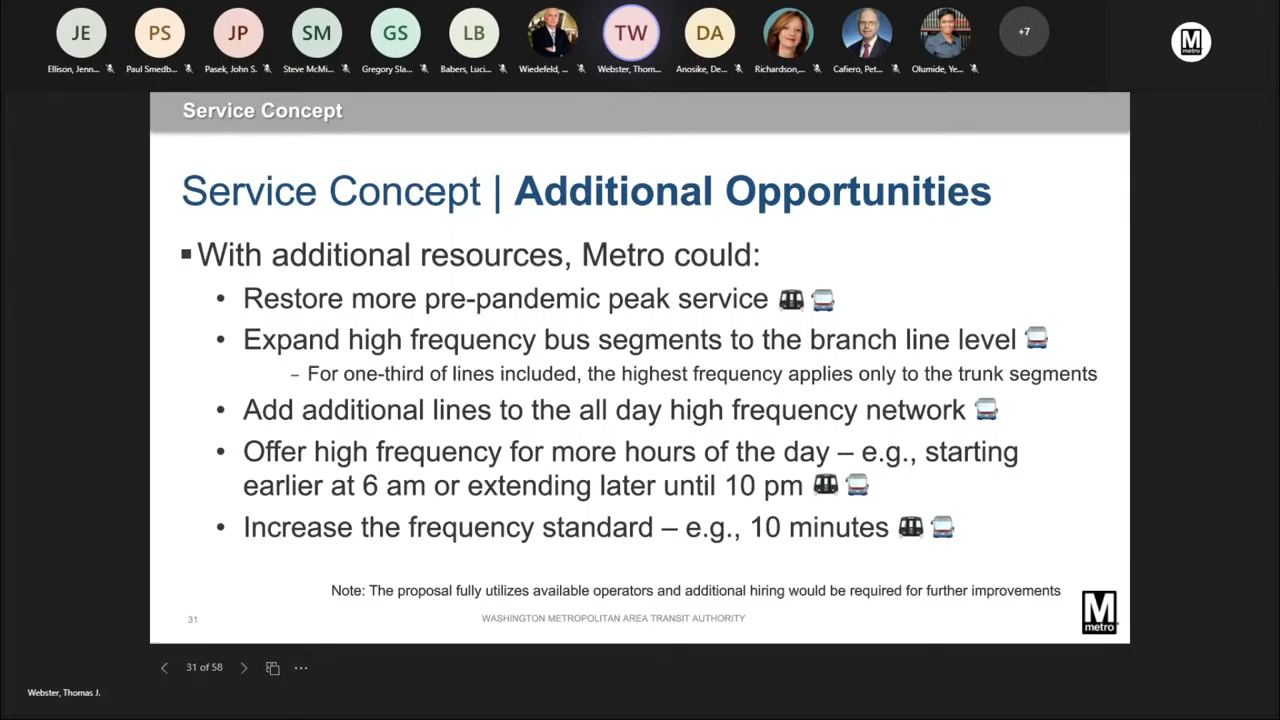 JE
PS
JP
SM
GS
LB
TW
DA
+7
M
metro
Ellison, Jenn...
Paul Smedb...
Pasek, John S.
Steve McMi...
Gregory Sla...
Babers, Luci...
Wiedefeld, ...
Webster, Thom...
Anosike, De...
Richardson,...
Cafiero, Pet...
Olumide, Ye...
Service Concept
Service Concept | Additional Opportunities
▪ With additional resources, Metro could:
• Restore more pre-pandemic peak service
• Expand high frequency bus segments to the branch line level
– For one-third of lines included, the highest frequency applies only to the trunk segments
• Add additional lines to the all day high frequency network
• Offer high frequency for more hours of the day – e.g., starting
earlier at 6 am or extending later until 10 pm
• Increase the frequency standard – e.g., 10 minutes
Note: The proposal fully utilizes available operators and additional hiring would be required for further improvements
31
WASHINGTON METROPOLITAN AREA TRANSIT AUTHORITY
M
metro
31 of 58
Webster, Thomas J.